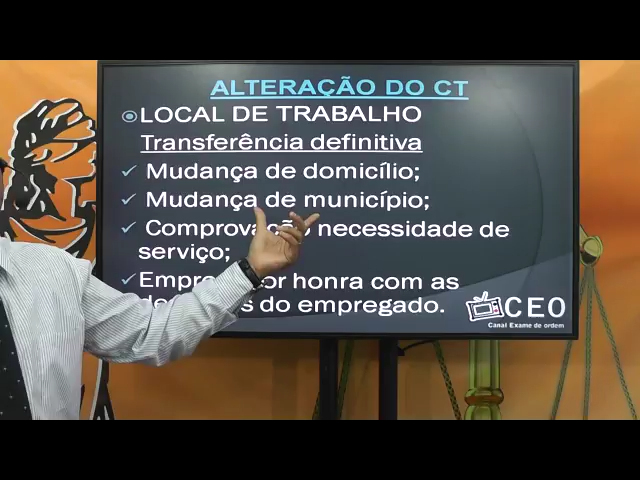 ALTERAÇÃO DO CT
LOCAL DE TRABALHO
Transferência definitiva
Mudança de domicílio;
Mudança de município;
necessidade de
serviço;
honra com as
do empregado.
CEO
Canal Exame de ordem